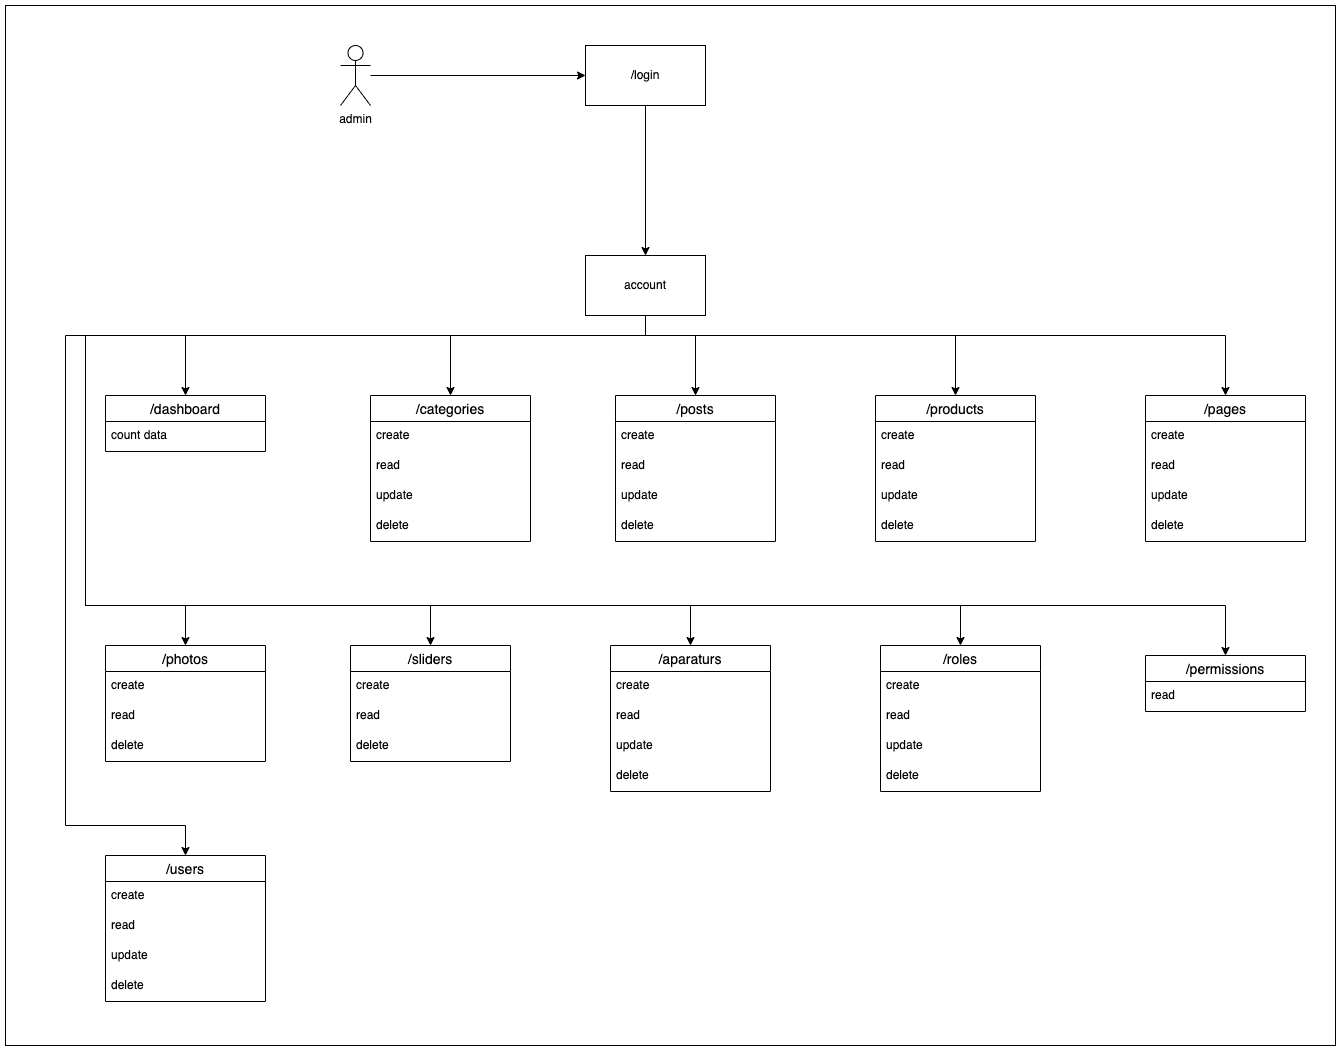 /login
admin
account
/dashboard
count data
/categories
create
read
update
delete
/posts
create
read
update
delete
/products
create
read
update
delete
/pages
create
read
update
delete
/photos
create
read
delete
/sliders
create
read
delete
/aparaturs
create
read
update
delete
/roles
create
read
update
delete
/permissions
read
/users
create
read
update
delete